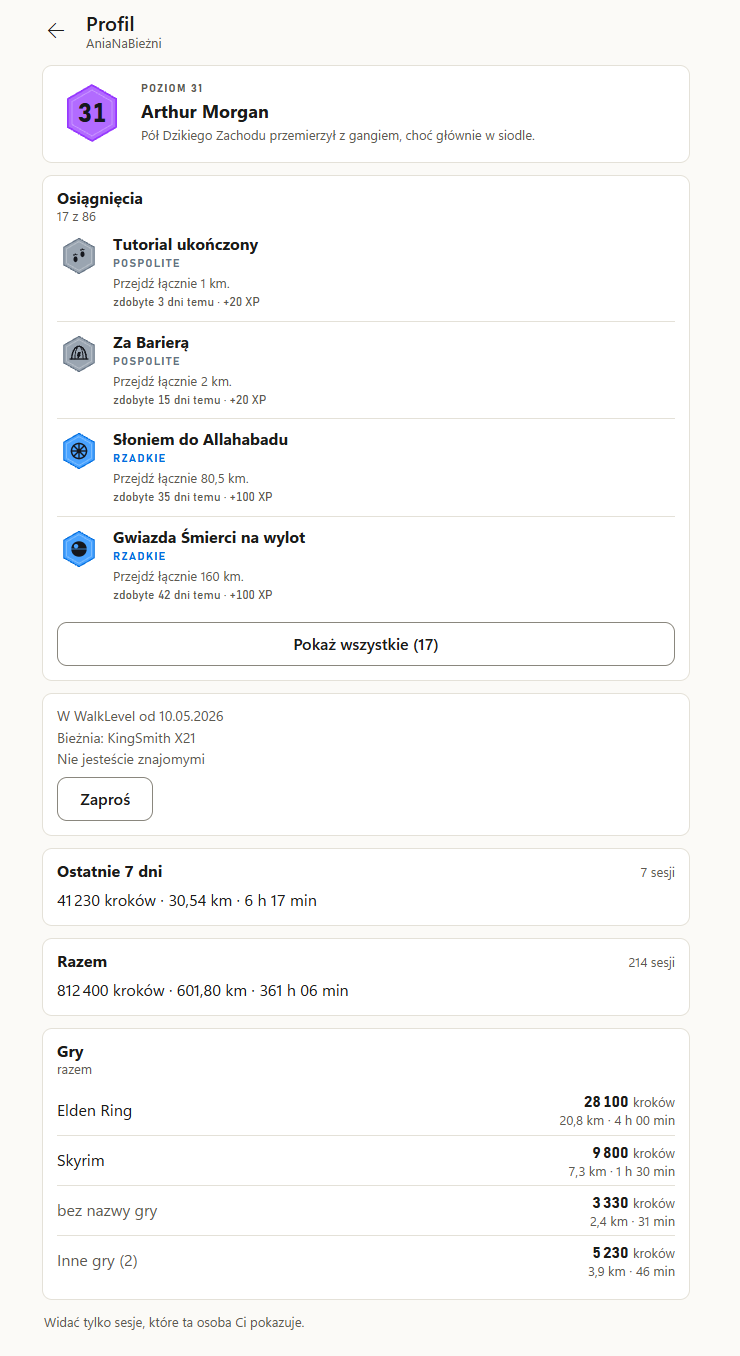 Profil
AniaNaBieżni
31
POZIOM 31
Arthur Morgan
Pół Dzikiego Zachodu przemierzył z gangiem, choć głównie w siodle.
Osiągnięcia
17 z 86
Tutorial ukończony
POSPOLITE
Przejdź łącznie 1 km.
zdobyte 3 dni temu · +20 XP
Za Barierą
POSPOLITE
Przejdź łącznie 2 km.
zdobyte 15 dni temu · +20 XP
Słoniem do Allahabadu
RZADKIE
Przejdź łącznie 80,5 km.
zdobyte 35 dni temu · +100 XP
Gwiazda Śmierci na wylot
RZADKIE
Przejdź łącznie 160 km.
zdobyte 42 dni temu · +100 XP
Pokaż wszystkie (17)
W WalkLevel od 10.05.2026
Bieżnia: KingSmith X21
Nie jesteście znajomymi
Zaproś
Ostatnie 7 dni
7 sesji
41 230 kroków · 30,54 km · 6 h 17 min
Razem
214 sesji
812 400 kroków · 601,80 km · 361 h 06 min
Gry
razem
Elden Ring
28 100 kroków
20,8 km · 4 h 00 min
Skyrim
9 800 kroków
7,3 km · 1 h 30 min
bez nazwy gry
3 330 kroków
2,4 km · 31 min
Inne gry (2)
5 230 kroków
3,9 km · 46 min
Widać tylko sesje, które ta osoba Ci pokazuje.